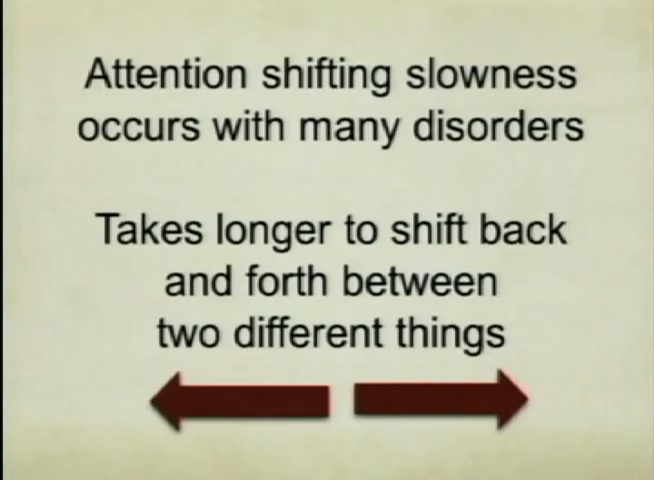 Attention shifting slowness
occurs with many disorders
Takes longer to shift back
and forth between
two different things